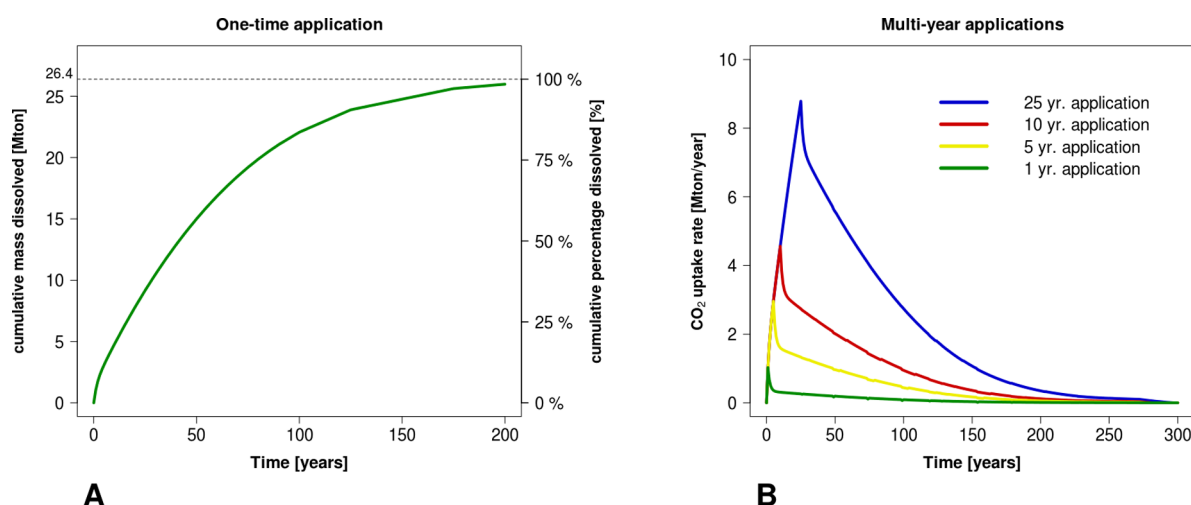 One-time application
26.4
25
20
15
10
5
0
cumulative mass dissolved [Mton]
100 %
75 %
50 %
25 %
0 %
cumulative percentage dissolved [%]
0 50 100 150 200
Time [years]
A
Multi-year applications
10
8
6
4
2
0
CO₂ uptake rate [Mton/year]
25 yr. application
10 yr. application
5 yr. application
1 yr. application
0 50 100 150 200 250 300
Time [years]
B